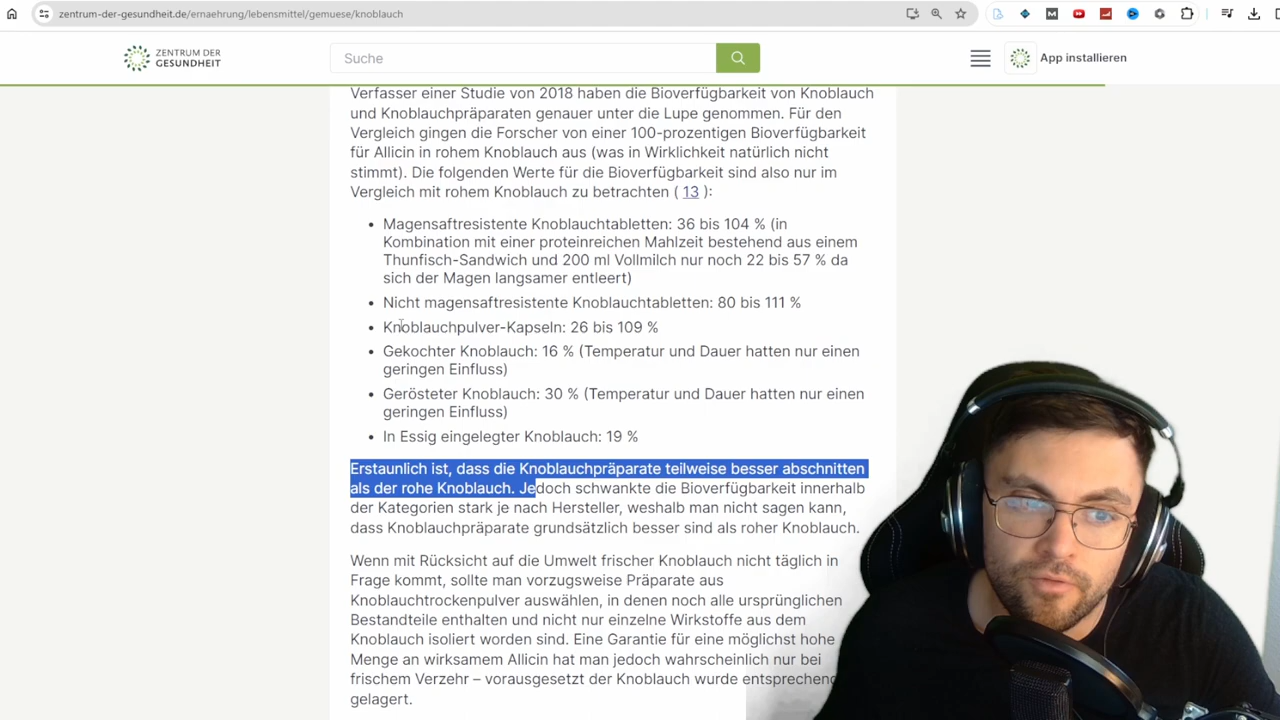 zentrum-der-gesundheit.de/ernaehrung/lebensmittel/gemuese/knoblauch
ZENTRUM DER
GESUNDHEIT
Suche
App installieren
Verfasser einer Studie von 2018 haben die Bioverfügbarkeit von Knoblauch
und Knoblauchpräparaten genauer unter die Lupe genommen. Für den
Vergleich gingen die Forscher von einer 100-prozentigen Bioverfügbarkeit
für Allicin in rohem Knoblauch aus (was in Wirklichkeit natürlich nicht
stimmt). Die folgenden Werte für die Bioverfügbarkeit sind also nur im
Vergleich mit rohem Knoblauch zu betrachten ( 13 ):
• Magensaftresistente Knoblauchtabletten: 36 bis 104 % (in
Kombination mit einer proteinreichen Mahlzeit bestehend aus einem
Thunfisch-Sandwich und 200 ml Vollmilch nur noch 22 bis 57 % da
sich der Magen langsamer entleert)
• Nicht magensaftresistente Knoblauchtabletten: 80 bis 111 %
• Knoblauchpulver-Kapseln: 26 bis 109 %
• Gekochter Knoblauch: 16 % (Temperatur und Dauer hatten nur einen
geringen Einfluss)
• Gerösteter Knoblauch: 30 % (Temperatur und Dauer hatten nur einen
geringen Einfluss)
• In Essig eingelegter Knoblauch: 19 %
Erstaunlich ist, dass die Knoblauchpräparate teilweise besser abschnitten
als der rohe Knoblauch. Jedoch schwankte die Bioverfügbarkeit innerhalb
der Kategorien stark je nach Hersteller, weshalb man nicht sagen kann,
dass Knoblauchpräparate grundsätzlich besser sind als roher Knoblauch.
Wenn mit Rücksicht auf die Umwelt frischer Knoblauch nicht täglich in
Frage kommt, sollte man vorzugsweise Präparate aus
Knoblauchtrockenpulver auswählen, in denen noch alle ursprünglichen
Bestandteile enthalten und nicht nur einzelne Wirkstoffe aus dem
Knoblauch isoliert worden sind. Eine Garantie für eine möglichst hohe
Menge an wirksamem Allicin hat man jedoch wahrscheinlich nur bei
frischem Verzehr – vorausgesetzt der Knoblauch wurde entsprechend
gelagert.